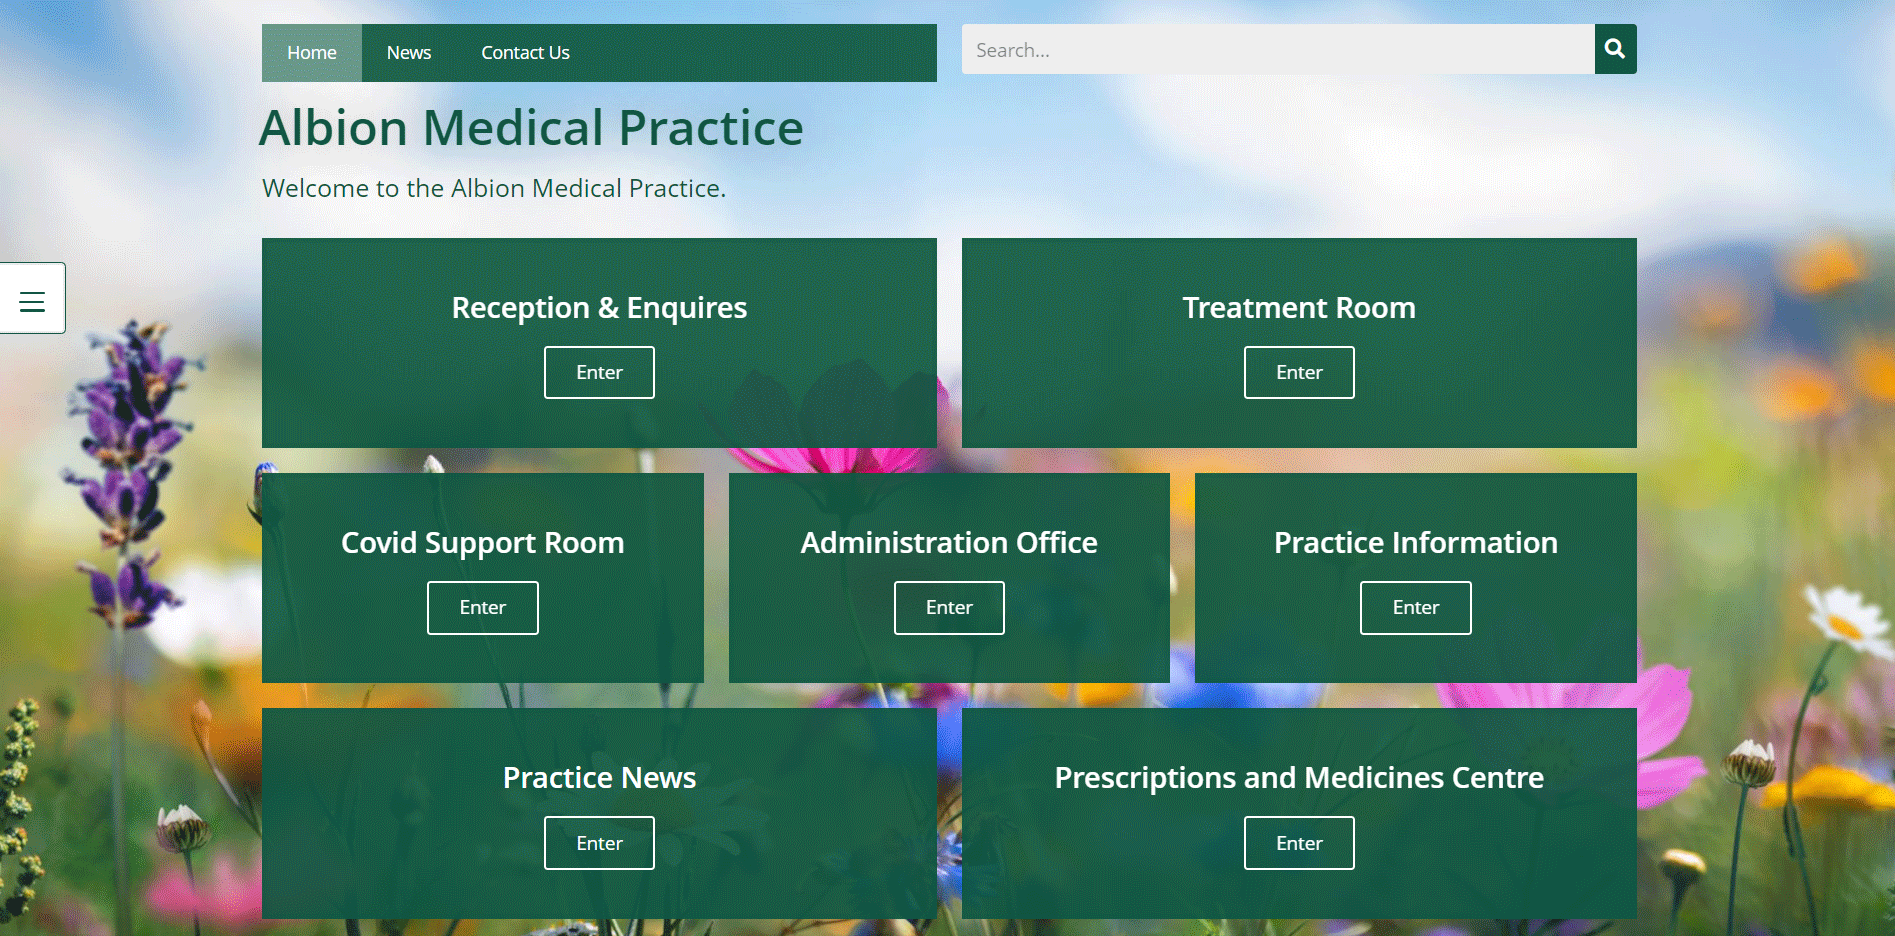 Home News Contact Us
Search...
Albion Medical Practice
Welcome to the Albion Medical Practice.
Reception & Enquires
Enter
Treatment Room
Enter
Covid Support Room
Enter
Administration Office
Enter
Practice Information
Enter
Practice News
Enter
Prescriptions and Medicines Centre
Enter